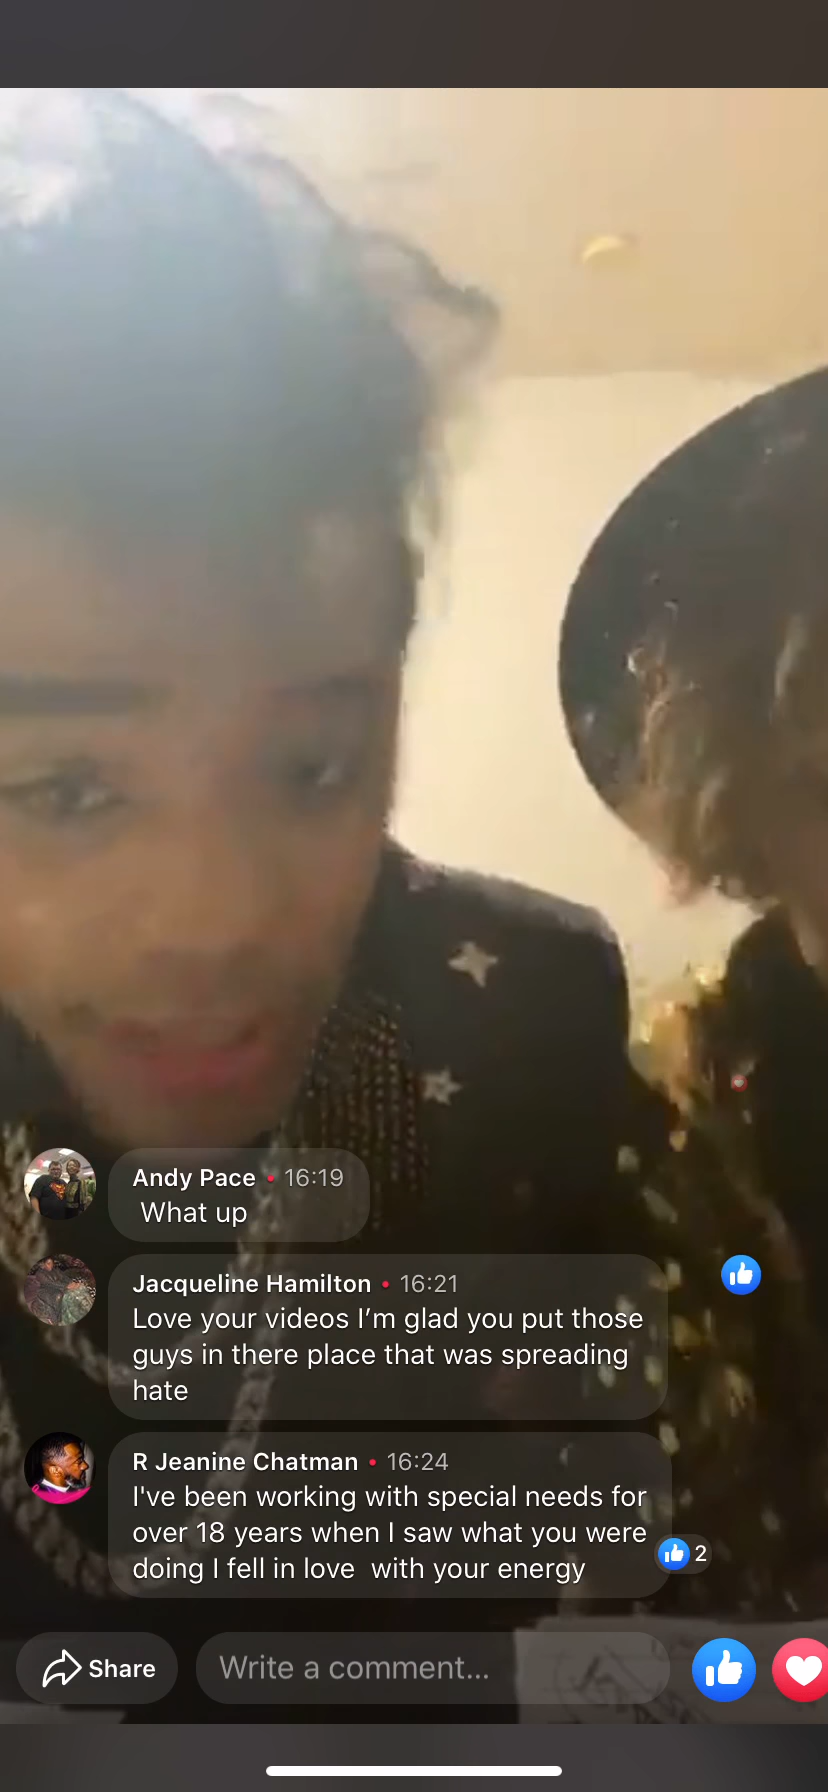 Andy Pace • 16:19
What up
Jacqueline Hamilton • 16:21
Love your videos I’m glad you put those
guys in there place that was spreading
hate
R Jeanine Chatman • 16:24
I've been working with special needs for
over 18 years when I saw what you were
doing I fell in love  with your energy
2
Share
Write a comment...